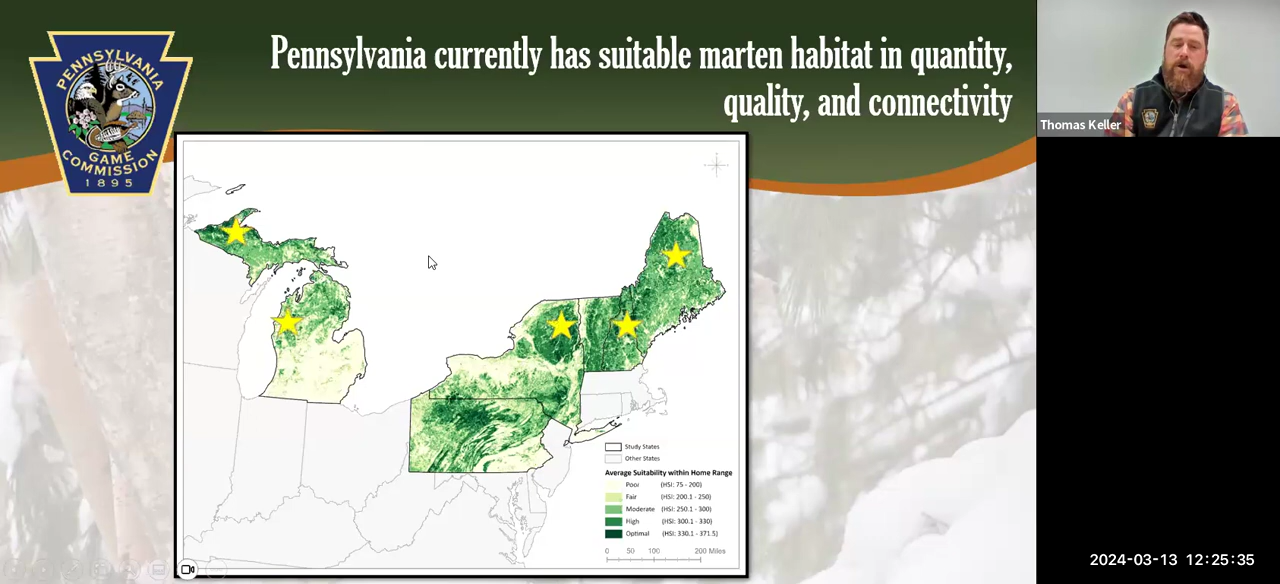 Pennsylvania currently has suitable marten habitat in quantity,
quality, and connectivity
PENNSYLVANIA
GAME
COMMISSION
1895
Thomas Keller
Study States
Other States
Average Suitability within Home Range
Poor (HSI: 75 - 200)
Fair (HSI: 200.1 - 250)
Moderate (HSI: 250.1 - 300)
High (HSI: 300.1 - 330)
Optimal (HSI: 330.1 - 371.5)
0 50 100 200 Miles
2024-03-13 12:25:35